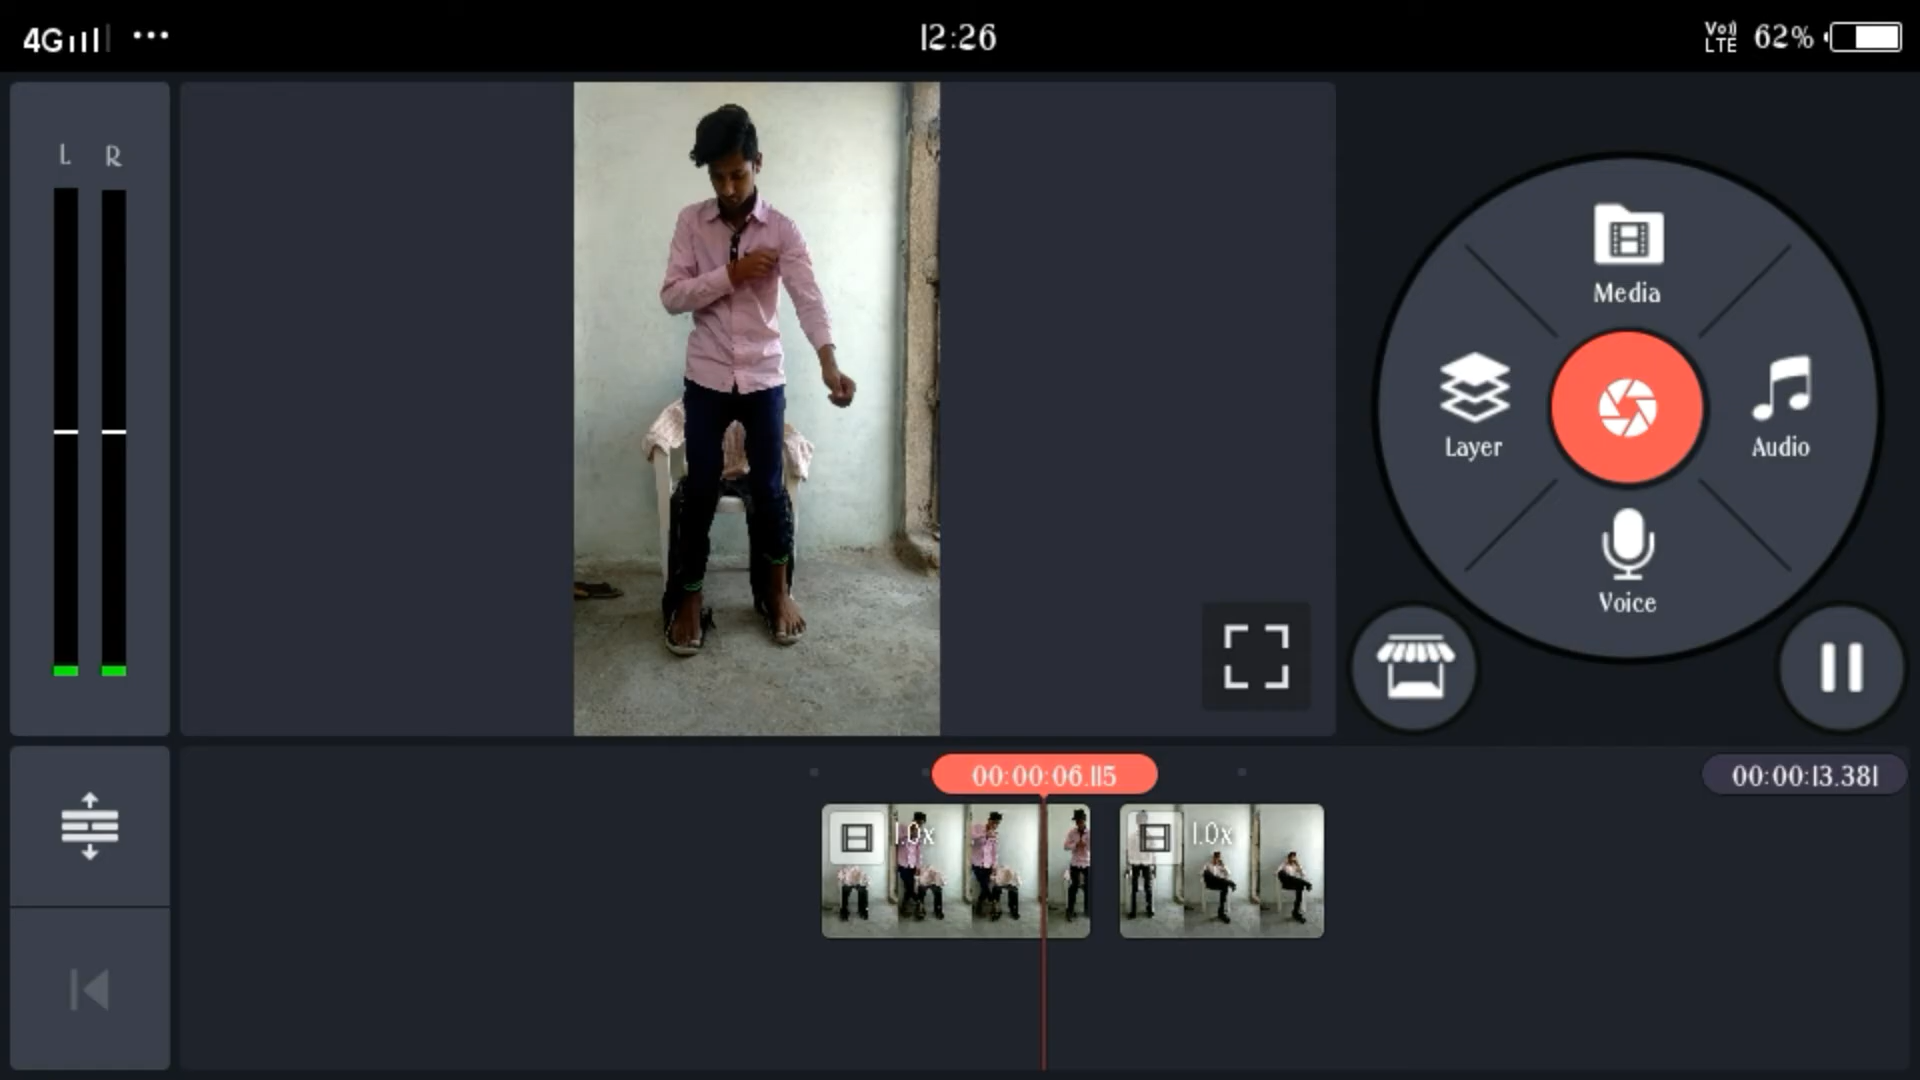 4G 12:26 Vo) LTE 62%
L R
Media
Layer
Audio
Voice
00:00:06.115
00:00:13.381
1.0x 1.0x